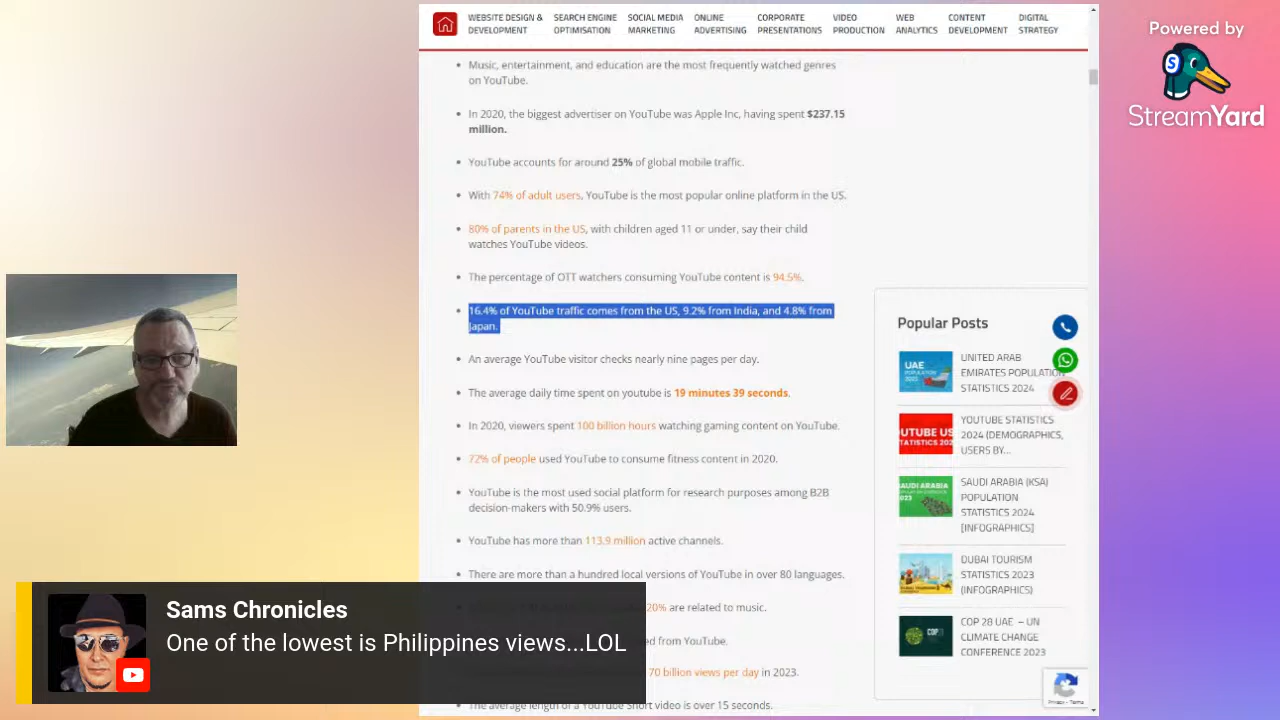 WEBSITE DESIGN &
DEVELOPMENT
SEARCH ENGINE
OPTIMISATION
SOCIAL MEDIA
MARKETING
ONLINE
ADVERTISING
CORPORATE
PRESENTATIONS
VIDEO
PRODUCTION
WEB
ANALYTICS
CONTENT
DEVELOPMENT
DIGITAL
STRATEGY
Powered by
StreamYard
Music, entertainment, and education are the most frequently watched genres
on YouTube.
In 2020, the biggest advertiser on YouTube was Apple Inc, having spent $237.15
million.
YouTube accounts for around 25% of global mobile traffic.
With 74% of adult users, YouTube is the most popular online platform in the US.
80% of parents in the US, with children aged 11 or under, say their child
watches YouTube videos.
The percentage of OTT watchers consuming YouTube content is 94.5%.
16.4% of YouTube traffic comes from the US, 9.2% from India, and 4.8% from
Japan.
An average YouTube visitor checks nearly nine pages per day.
The average daily time spent on youtube is 19 minutes 39 seconds.
In 2020, viewers spent 100 billion hours watching gaming content on YouTube.
72% of people used YouTube to consume fitness content in 2020.
YouTube is the most used social platform for research purposes among B2B
decision-makers with 50.9% users.
YouTube has more than 113.9 million active channels.
There are more than a hundred local versions of YouTube in over 80 languages.
20% are related to music.
from YouTube.
70 billion views per day in 2023.
The average length of a YouTube Short video is over 15 seconds.
Popular Posts
UAE
UNITED ARAB
EMIRATES POPULATION
STATISTICS 2024
YOUTUBE STATISTICS
2024 (DEMOGRAPHICS,
USERS BY...
SAUDI ARABIA (KSA)
POPULATION
STATISTICS 2024
[INFOGRAPHICS]
DUBAI TOURISM
STATISTICS 2023
(INFOGRAPHICS)
COP 28 UAE – UN
CLIMATE CHANGE
CONFERENCE 2023
Privacy - Terms
Sams Chronicles
One of the lowest is Philippines views...LOL